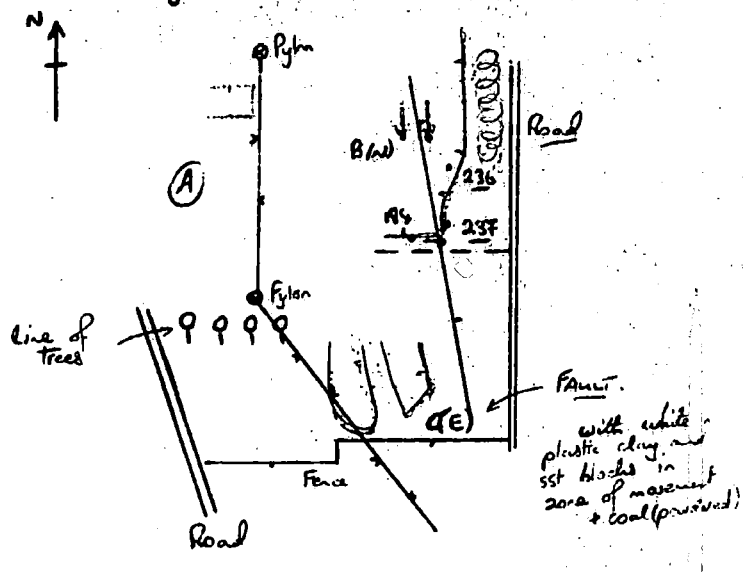 N
Pylon
Road
B(N)
A
236
237
Pylon
line of
trees
FAULT.
(E)
with white
plastic clay and
sst blocks in
zone of movement
+ coal (powdered)
Fence
Road